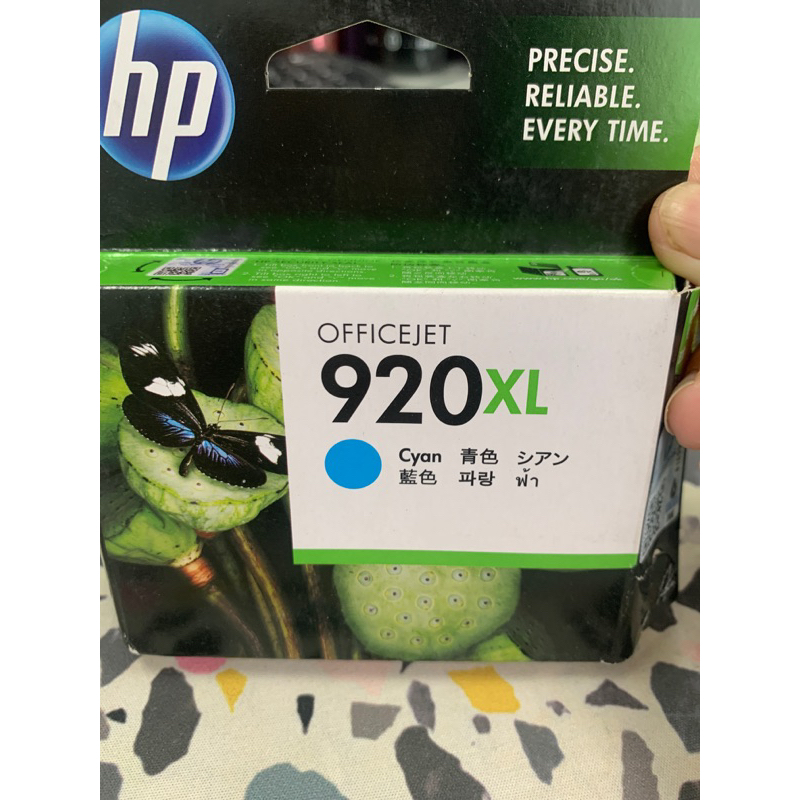 hp
PRECISE.
RELIABLE.
EVERY TIME.
OFFICEJET
920XL
Cyan 青色 シアン
藍色 파랑 ฟ้า